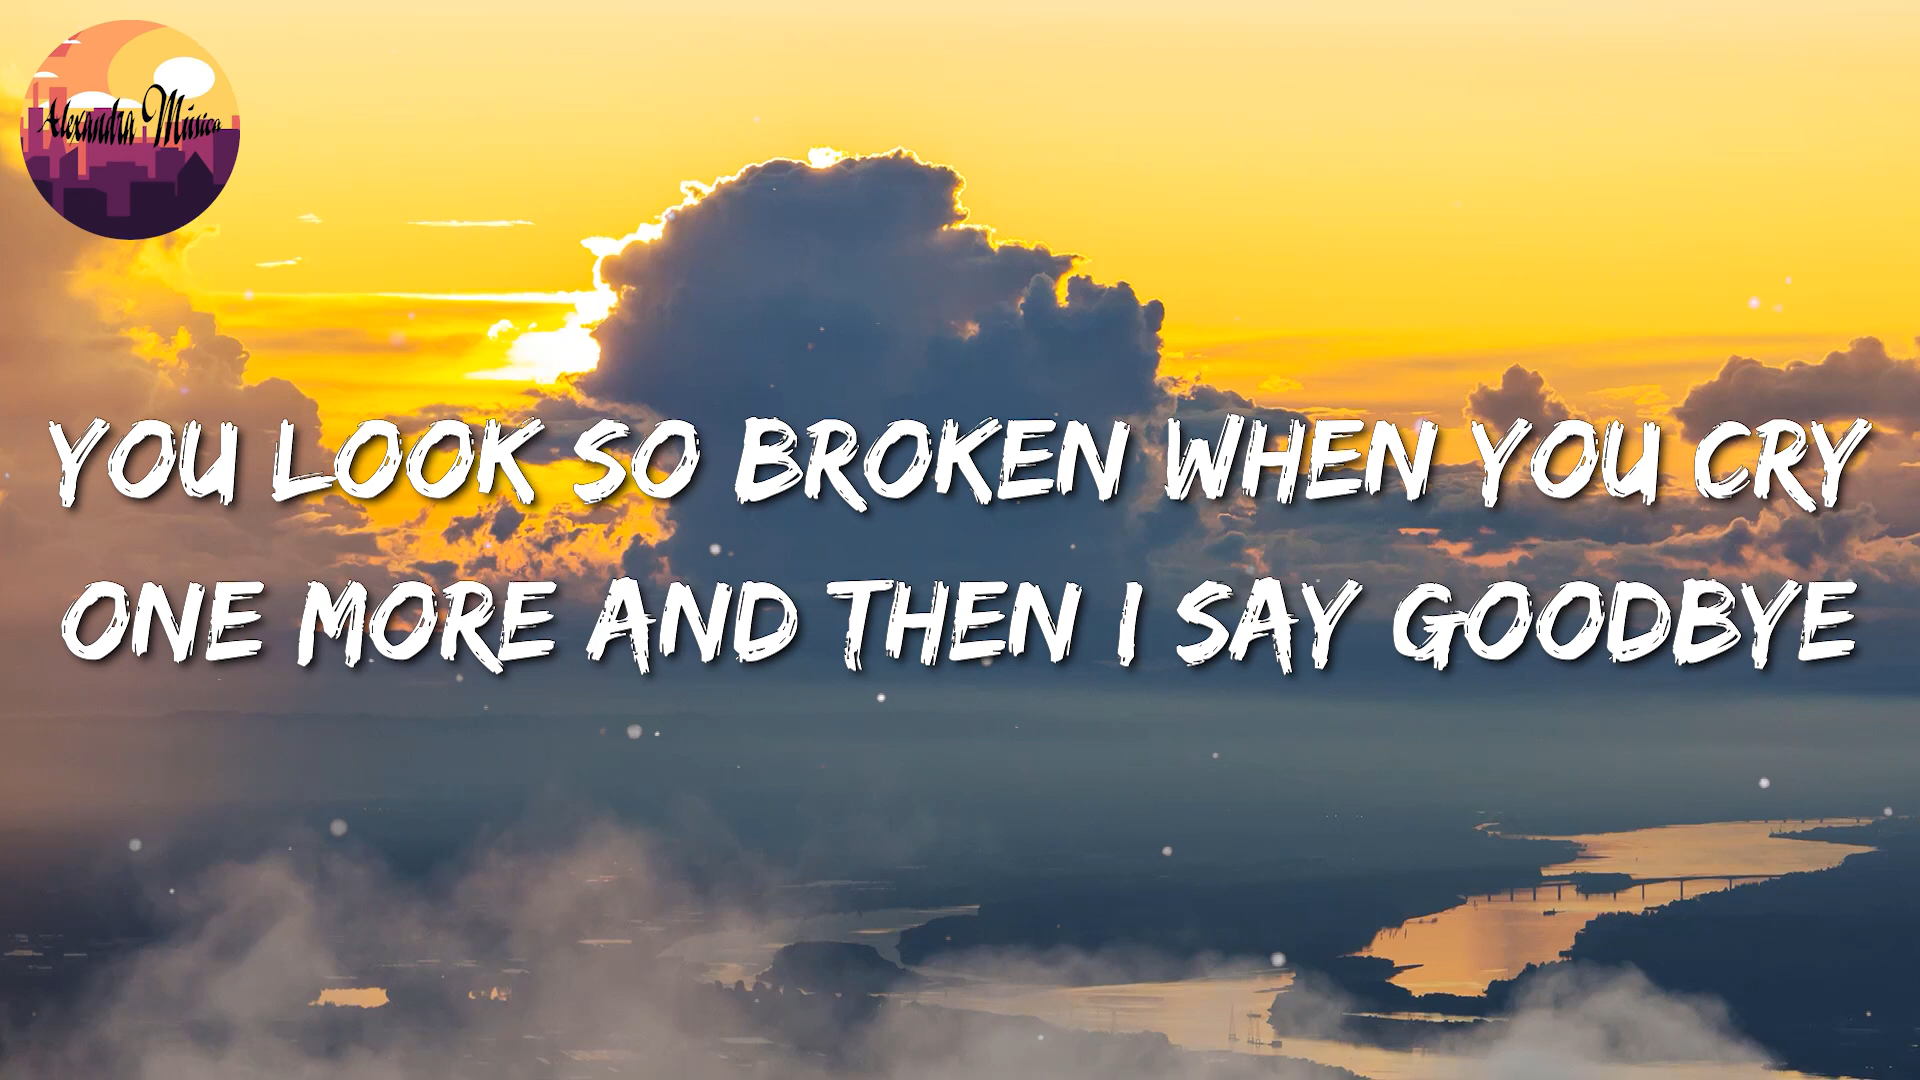 Alexandra Música
YOU LOOK SO BROKEN WHEN YOU CRY
ONE MORE AND THEN I SAY GOODBYE